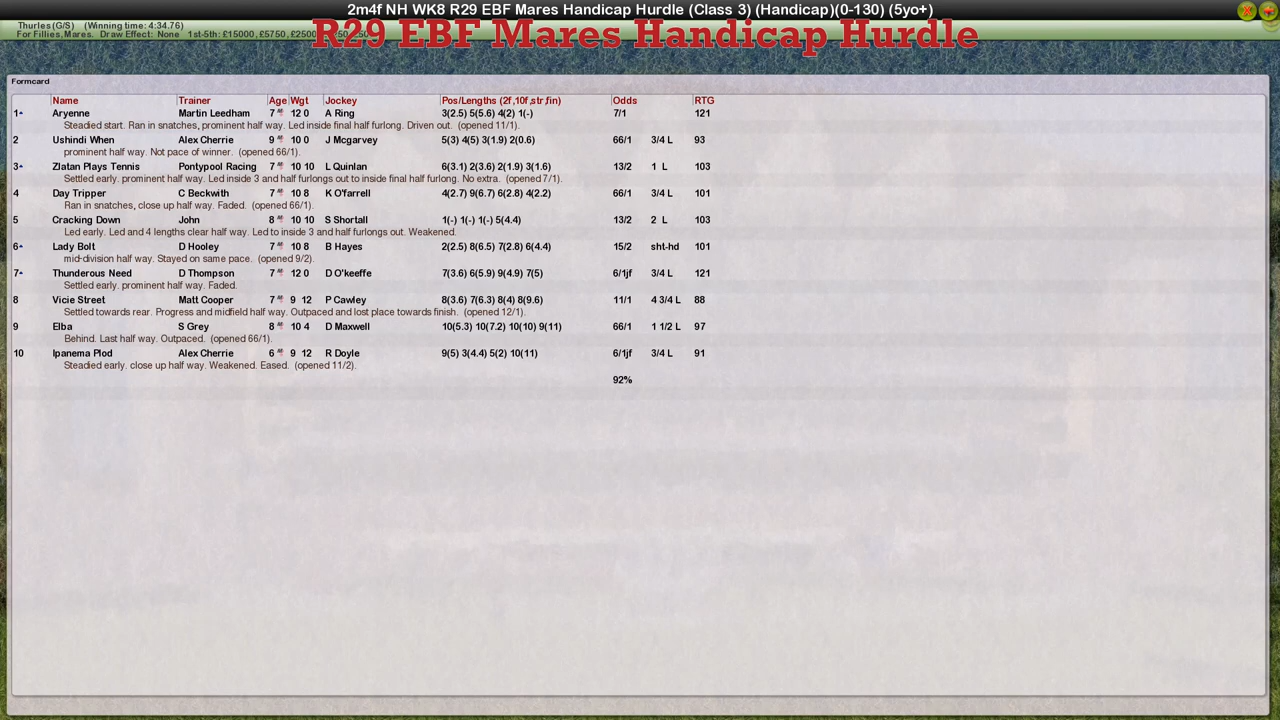 2m4f NH WK8 R29 EBF Mares Handicap Hurdle (Class 3) (Handicap)(0-130) (5yo+)
Thurles(G/S) (Winning time: 4:34.76)
For Fillies,Mares. Draw Effect: None 1st-5th: £15000, £5750, £2500
R29 EBF Mares Handicap Hurdle
Formcard
Name Trainer Age Wgt Jockey Pos/Lengths (2f,10f,str,fin) Odds RTG
1 Aryenne Martin Leedham 7 12 0 A Ring 3(2.5) 5(5.6) 4(2) 1(-) 7/1 121
Steadied start. Ran in snatches, prominent half way. Led inside final half furlong. Driven out. (opened 11/1).
2 Ushindi When Alex Cherrie 9 10 0 J Mcgarvey 5(3) 4(5) 3(1.9) 2(0.6) 66/1 3/4 L 93
prominent half way. Not pace of winner. (opened 66/1).
3 Zlatan Plays Tennis Pontypool Racing 7 10 10 L Quinlan 6(3.1) 2(3.6) 2(1.9) 3(1.6) 13/2 1 L 103
Settled early. prominent half way. Led inside 3 and half furlongs out to inside final half furlong. No extra. (opened 7/1).
4 Day Tripper C Beckwith 7 10 8 K O'farrell 4(2.7) 9(6.7) 6(2.8) 4(2.2) 66/1 3/4 L 101
Ran in snatches, close up half way. Faded. (opened 66/1).
5 Cracking Down John 8 10 10 S Shortall 1(-) 1(-) 1(-) 5(4.4) 13/2 2 L 103
Led early. Led and 4 lengths clear half way. Led to inside 3 and half furlongs out. Weakened.
6 Lady Bolt D Hooley 7 10 8 B Hayes 2(2.5) 8(6.5) 7(2.8) 6(4.4) 15/2 sht-hd 101
mid-division half way. Stayed on same pace. (opened 9/2).
7 Thunderous Need D Thompson 7 12 0 D O'keeffe 7(3.6) 6(5.9) 9(4.9) 7(5) 6/1jf 3/4 L 121
Settled early. prominent half way. Faded.
8 Vicie Street Matt Cooper 7 9 12 P Cawley 8(3.6) 7(6.3) 8(4) 8(9.6) 11/1 4 3/4 L 88
Settled towards rear. Progress and midfield half way. Outpaced and lost place towards finish. (opened 12/1).
9 Elba S Grey 8 10 4 D Maxwell 10(5.3) 10(7.2) 10(10) 9(11) 66/1 1 1/2 L 97
Behind. Last half way. Outpaced. (opened 66/1).
10 Ipanema Plod Alex Cherrie 6 9 12 R Doyle 9(5) 3(4.4) 5(2) 10(11) 6/1jf 3/4 L 91
Steadied early. close up half way. Weakened. Eased. (opened 11/2).
92%